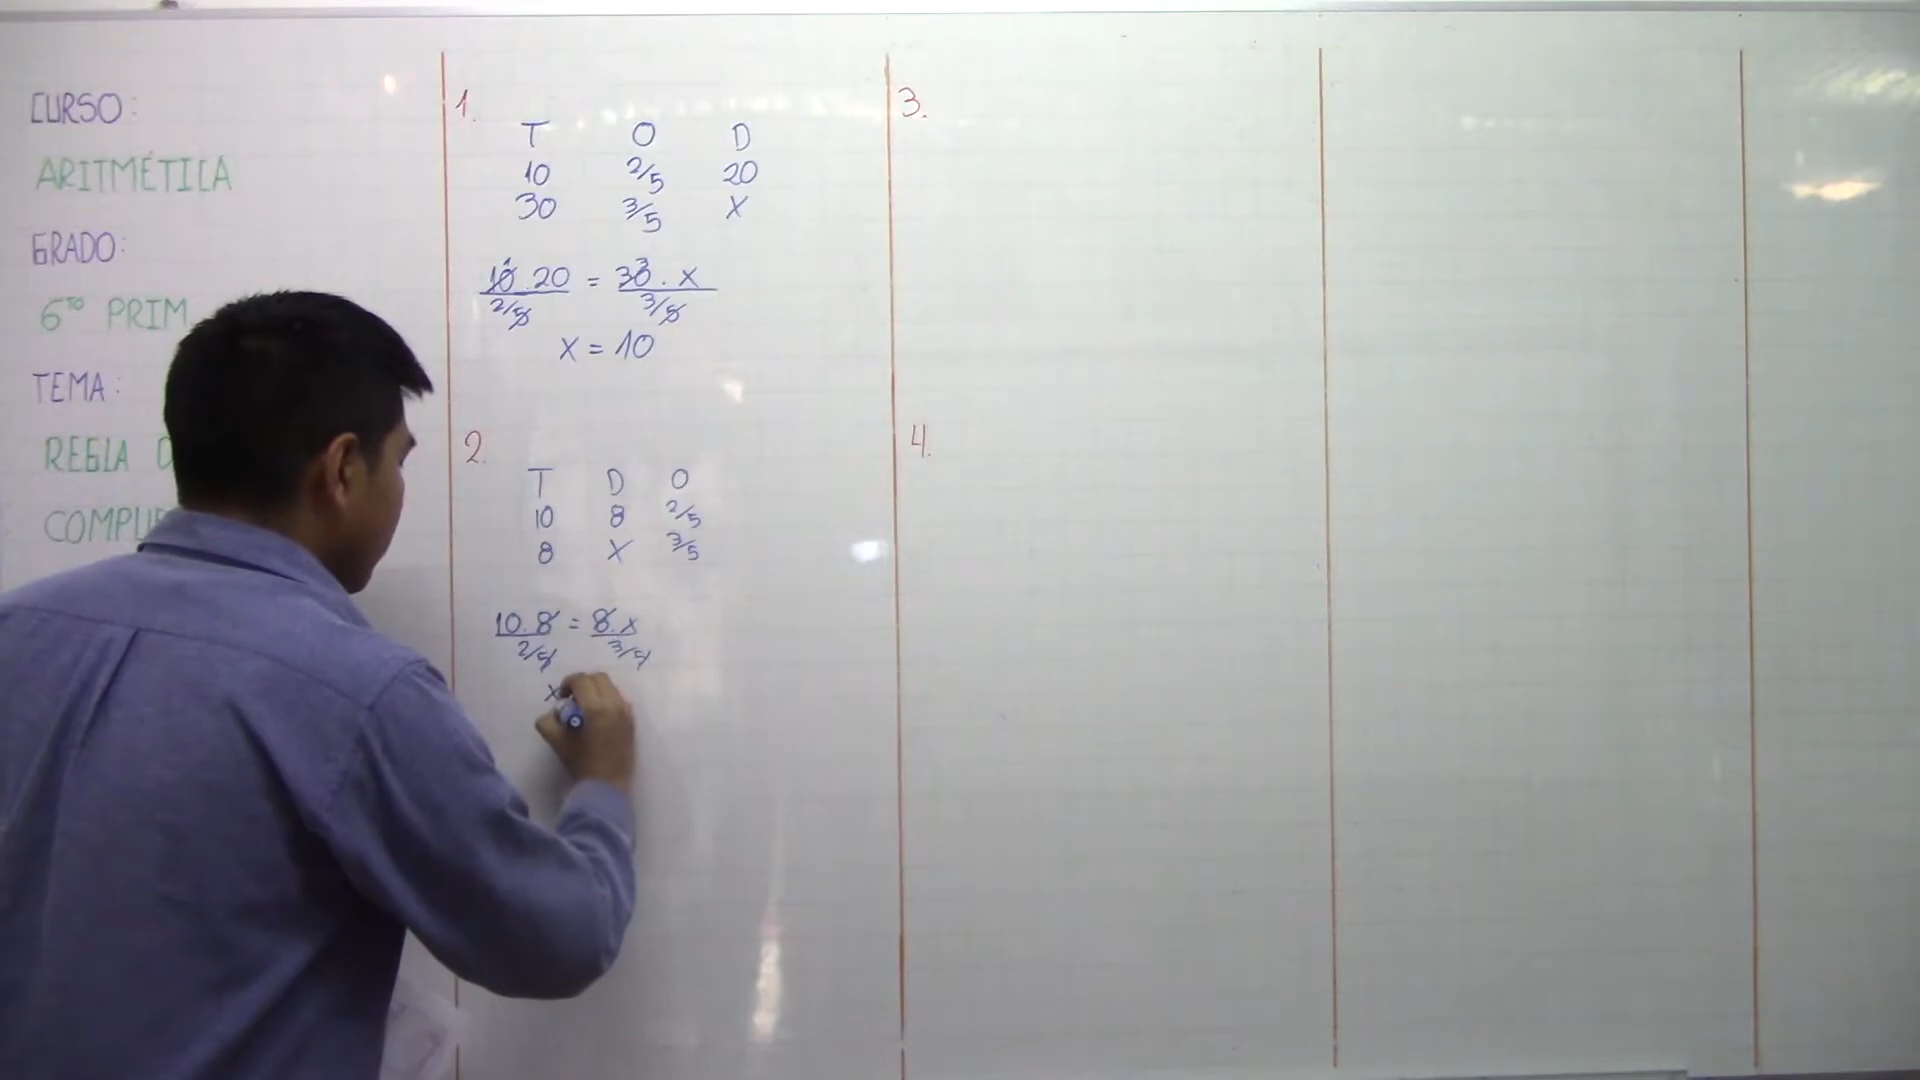 CURSO:
ARITMÉTICA
GRADO:
6TO PRIM
TEMA:
REGLA
1.
T O D
10 2/5 20
30 3/5 X
10.20 = 30.x
2/5 3/5
x = 10
2.
T D O
10 8 2/5
8 X 3/5
10.8 = 8.x
2/5 3/5
x
3.
4.